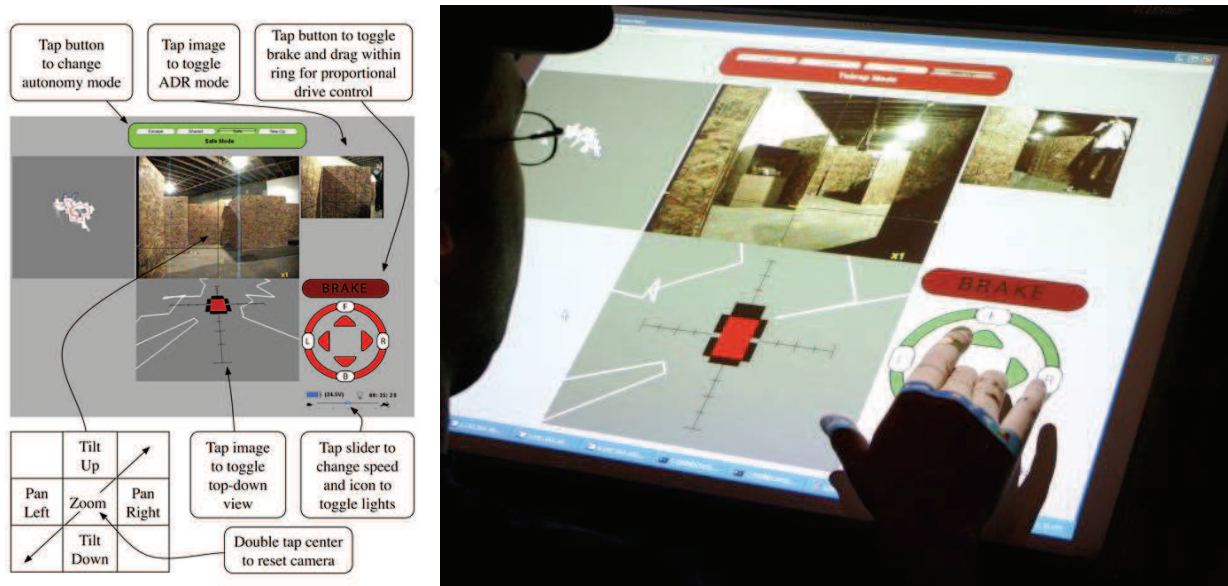 Tap button
to change
autonomy mode
Tap image
to toggle
ADR mode
Tap button to toggle
brake and drag within
ring for proportional
drive control
Escape Shared Safe Tele-Op
Safe Mode
x1
BRAKE
F
L R
B
Tilt
Up
Pan
Left
Zoom
Pan
Right
Tilt
Down
Tap image
to toggle
top-down
view
Tap slider to
change speed
and icon to
toggle lights
Double tap center
to reset camera
Teleop Mode
x1
BRAKE
F
L R